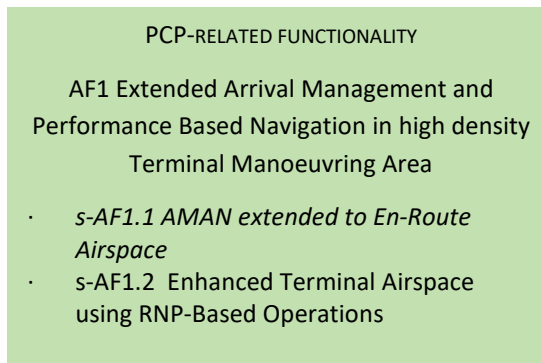 PCP-RELATED FUNCTIONALITY
AF1 Extended Arrival Management and
Performance Based Navigation in high density
Terminal Manoeuvring Area
· s-AF1.1 AMAN extended to En-Route
Airspace
· s-AF1.2 Enhanced Terminal Airspace
using RNP-Based Operations